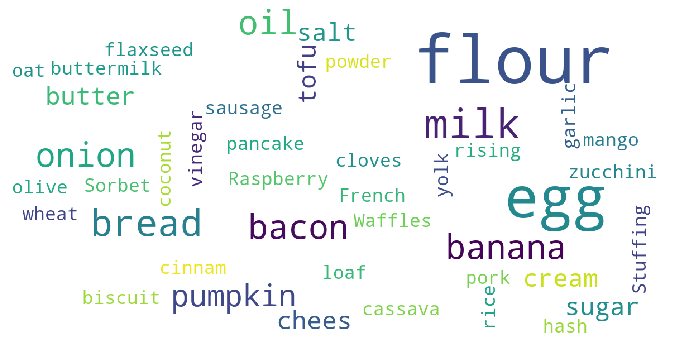 oil
salt
flour
flaxseed
oat
buttermilk
tofu
powder
butter
sausage
milk
garlic
vinegar
pancake
mango
onion
coconut
cloves
yolk
rising
zucchini
olive
Sorbet
Raspberry
French
egg
wheat
bread
bacon
Waffles
banana
Stuffing
cinnam
loaf
pork
cream
biscuit
pumpkin
chees
cassava
rice
sugar
hash